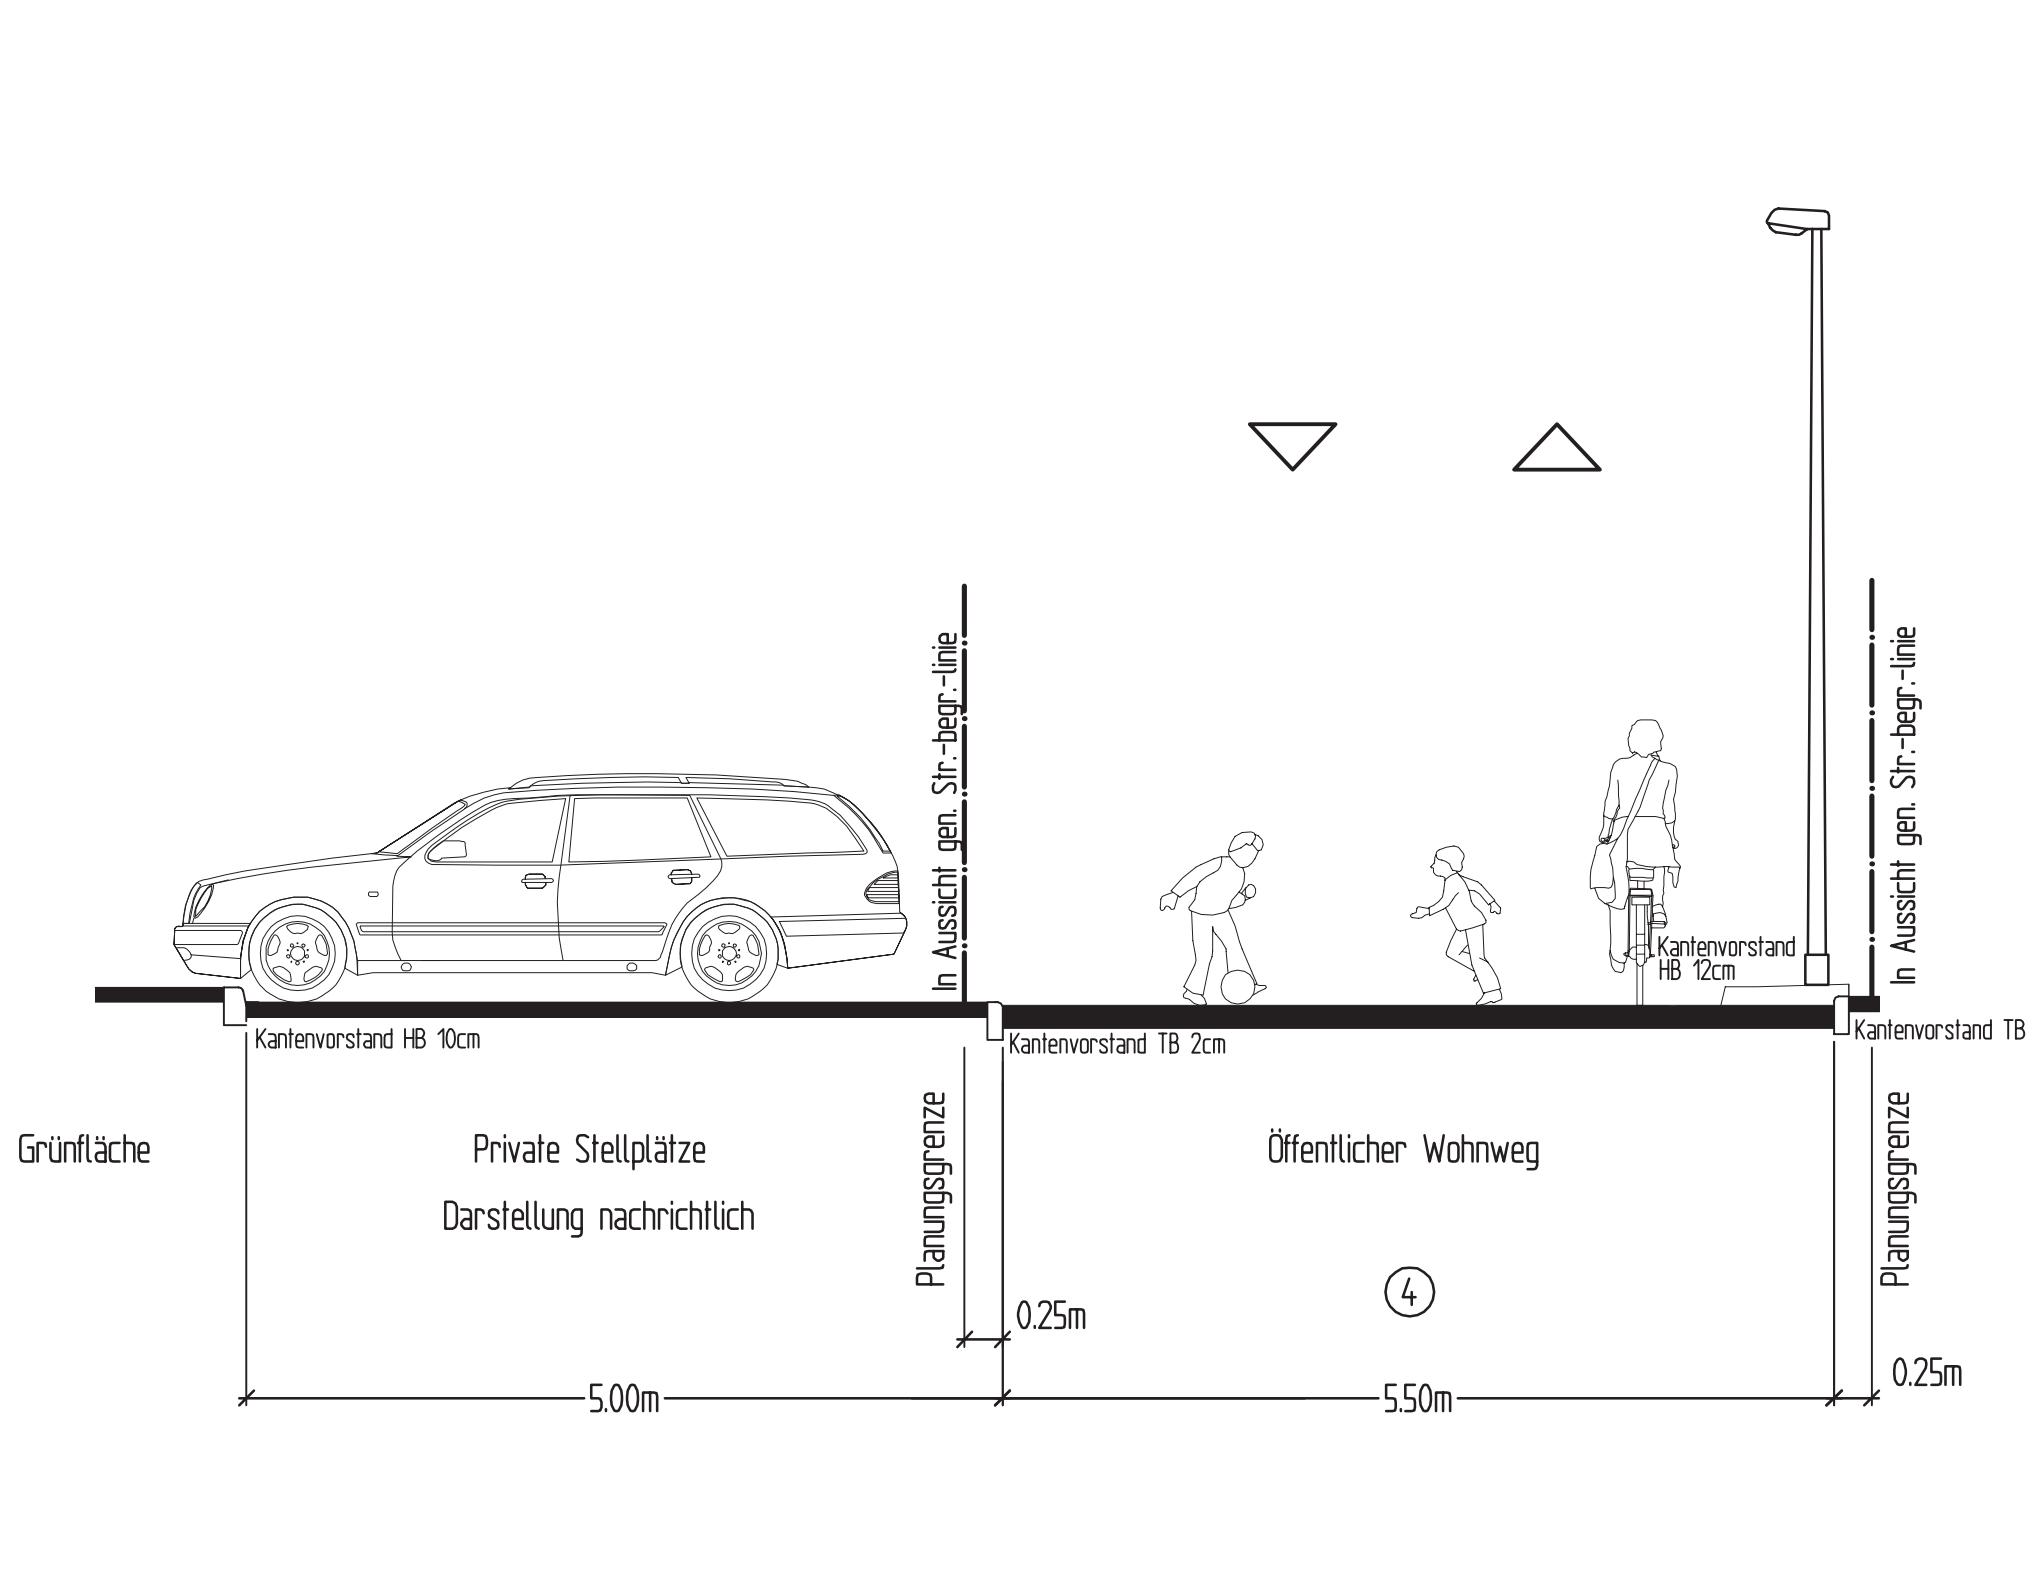 In Aussicht gen. Str.-begr.-linie
In Aussicht gen. Str.-begr.-linie
Kantenvorstand
HB 12cm
Kantenvorstand HB 10cm
Kantenvorstand TB 2cm
Kantenvorstand TB
Grünfläche
Private Stellplätze
Darstellung nachrichtlich
Planungsgrenze
Öffentlicher Wohnweg
Planungsgrenze
4
0.25m
0.25m
5.00m
5.50m